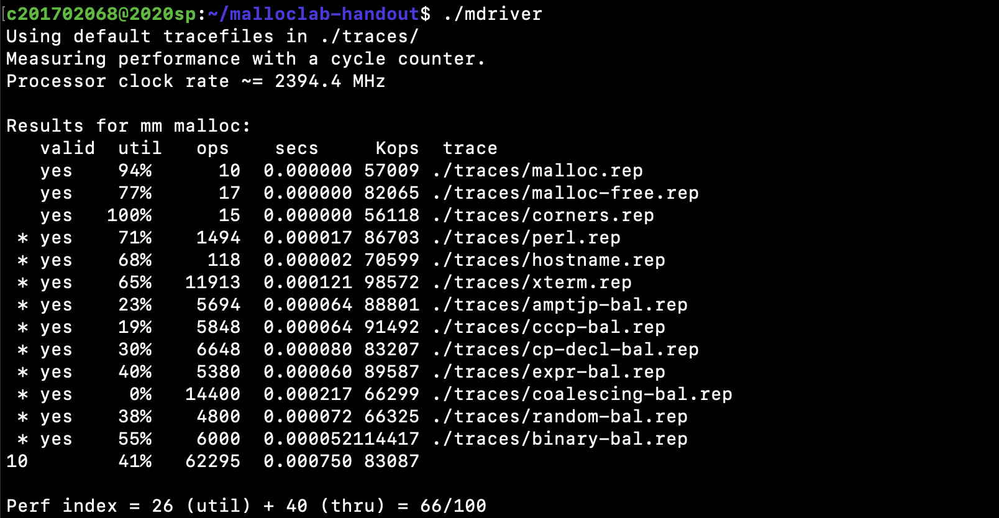 [c201702068@2020sp:~/malloclab-handout$ ./mdriver
Using default tracefiles in ./traces/
Measuring performance with a cycle counter.
Processor clock rate ~= 2394.4 MHz
Results for mm malloc:
   valid  util   ops    secs     Kops  trace
   yes    94%      10  0.000000 57009 ./traces/malloc.rep
   yes    77%      17  0.000000 82065 ./traces/malloc-free.rep
   yes   100%      15  0.000000 56118 ./traces/corners.rep
 * yes    71%    1494  0.000017 86703 ./traces/perl.rep
 * yes    68%     118  0.000002 70599 ./traces/hostname.rep
 * yes    65%   11913  0.000121 98572 ./traces/xterm.rep
 * yes    23%    5694  0.000064 88801 ./traces/amptjp-bal.rep
 * yes    19%    5848  0.000064 91492 ./traces/cccp-bal.rep
 * yes    30%    6648  0.000080 83207 ./traces/cp-decl-bal.rep
 * yes    40%    5380  0.000060 89587 ./traces/expr-bal.rep
 * yes     0%   14400  0.000217 66299 ./traces/coalescing-bal.rep
 * yes    38%    4800  0.000072 66325 ./traces/random-bal.rep
 * yes    55%    6000  0.000052114417 ./traces/binary-bal.rep
10        41%   62295  0.000750 83087
Perf index = 26 (util) + 40 (thru) = 66/100